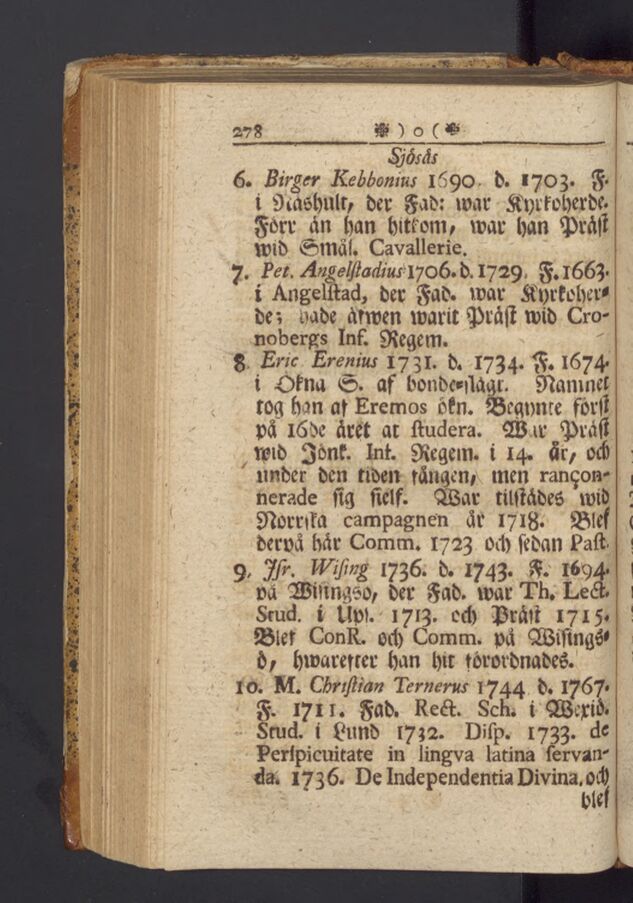 278 ❉ ) o ( ❉
Sjösås
6. Birger Kebbonius 1690. d. 1703. F.
i Näshult, der Fad: war Kyrkoherde.
Förr än han hitkom, war han Präst
wid Smål. Cavallerie.
7. Pet. Angelstadius 1706. d. 1729. F. 1663.
i Angelstad, der Fad. war Kyrkoher-
de; hade äfwen warit Präst wid Cro-
nobergs Inf. Regem.
8. Eric Erenius 1731. d. 1734. F. 1674.
i Ökna S. af bonde-slägt. Namnet
tog han af Eremos ökn. Begynte först
på 16de året at studera. War Präst
wid Jönk. Inf. Regem. i 14. år, och
under den tiden fången, men rançon-
nerade sig sielf. War tilstädes wid
Norrska campagnen år 1718. Blef
derpå här Comm. 1723 och sedan Past.
9. Isr. Wising 1736. d. 1743. F. 1694.
på Wisingsö, der Fad. war Th. Lect.
Stud. i Ups. 1713. och Präst 1715.
Blef ConR. och Comm. på Wisings-
ö, hwarefter han hit förordnades.
10. M. Christian Ternerus 1744 d. 1767.
F. 1711. Fad. Rect. Sch. i Wexiö.
Stud. i Lund 1732. Disp. 1733. de
Perspicuitate in lingva latina servan-
da. 1736. De Independentia Divina, och
blef